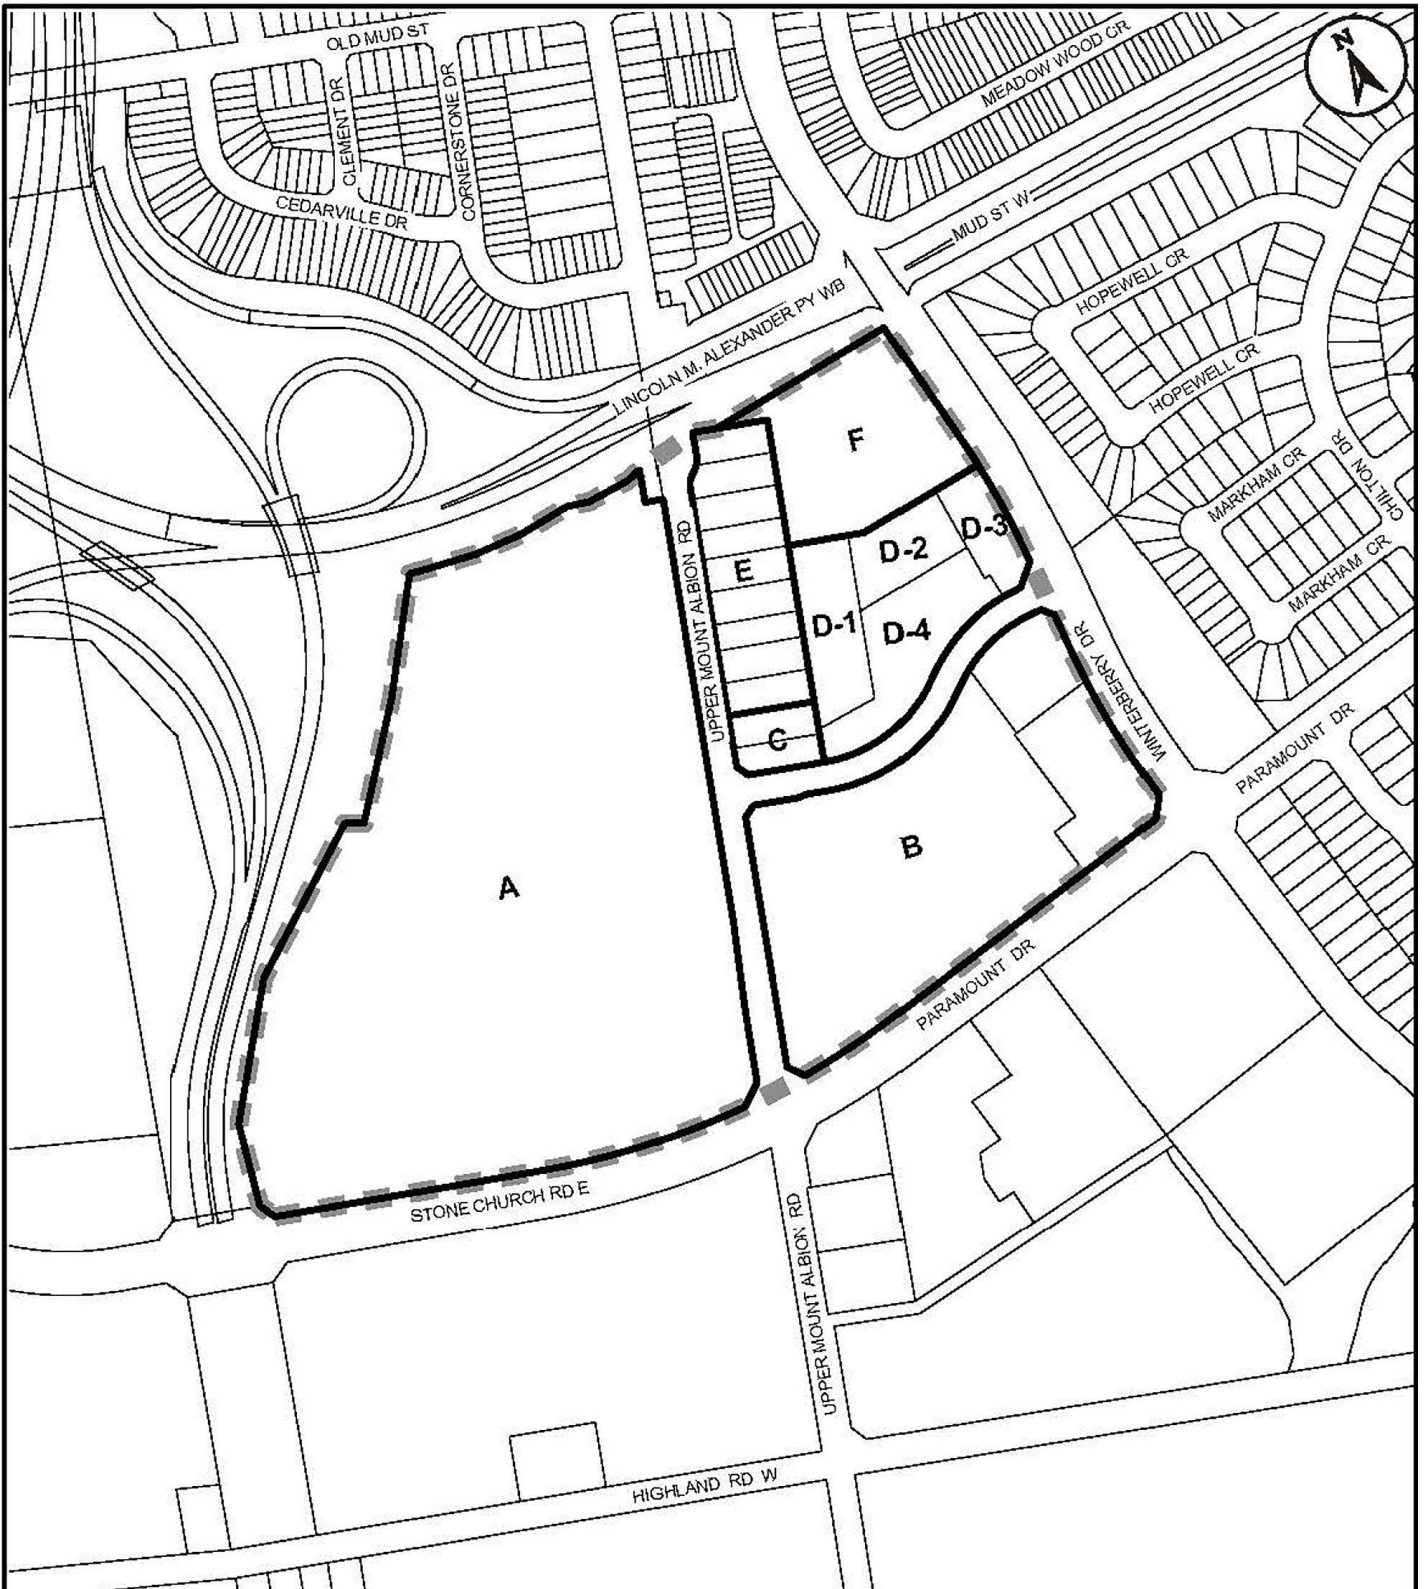 OLD MUD ST
N
MEADOW WOOD CR
CLEMENT DR
CORNERSTONE DR
CEDARVILLE DR
MUD ST W
HOPEWELL CR
LINCOLN M. ALEXANDER PY WB
HOPEWELL CR
F
MARKHAM CR
CHILTON DR
UPPER MOUNT ALBION RD
D-3
D-2
E
MARKHAM CR
D-1
D-4
WINTERBERRY DR
C
PARAMOUNT DR
B
A
PARAMOUNT DR
STONE CHURCH RD E
UPPER MOUNT ALBION RD
HIGHLAND RD W